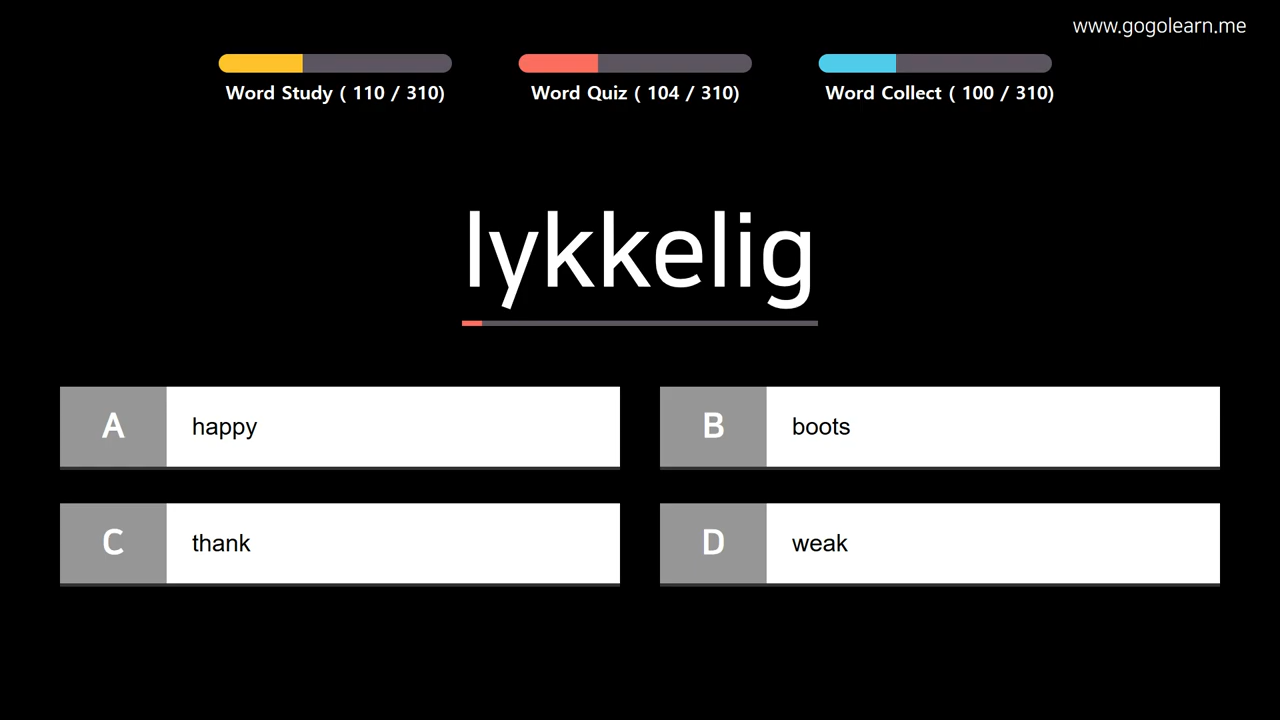 www.gogolearn.me
Word Study ( 110 / 310)
Word Quiz ( 104 / 310)
Word Collect ( 100 / 310)
lykkelig
A happy
B boots
C thank
D weak